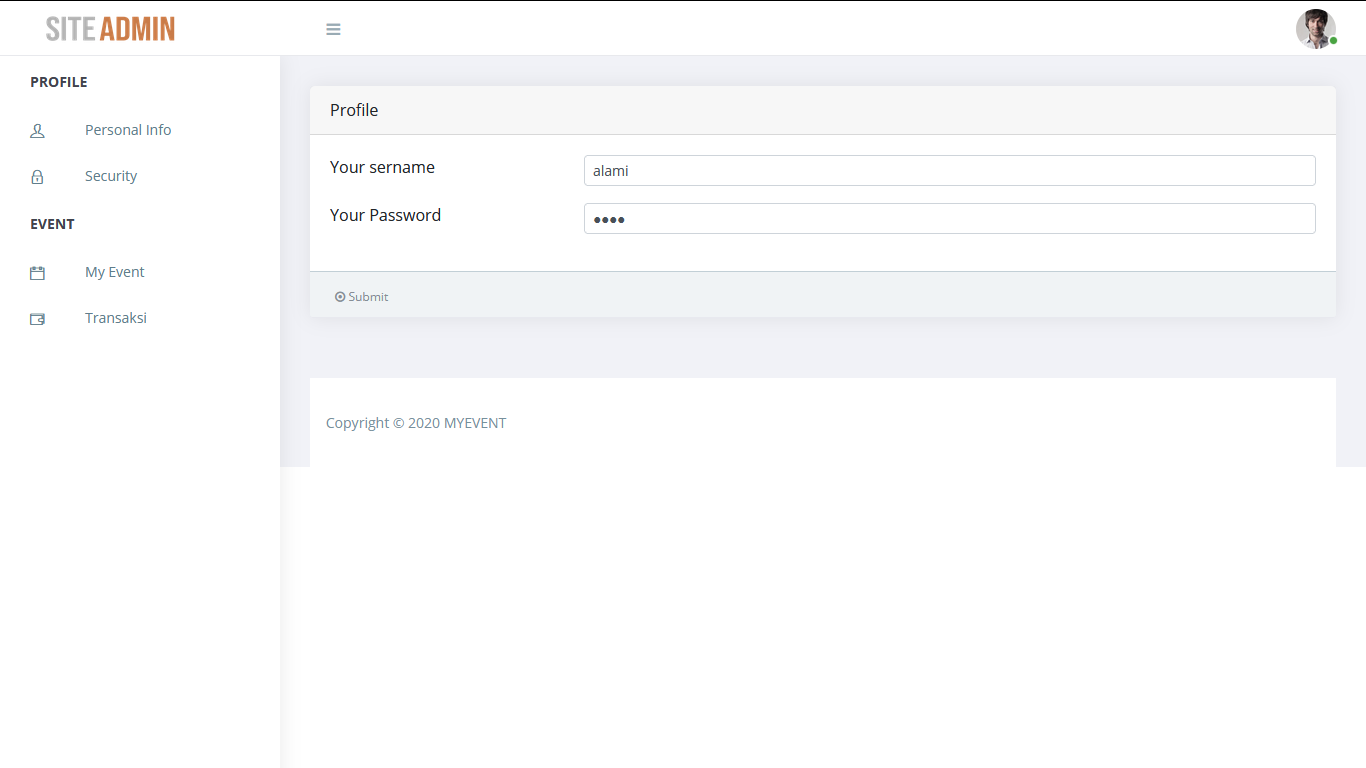 SITE ADMIN
PROFILE
Personal Info
Security
EVENT
My Event
Transaksi
Profile
Your sername
alami
Your Password
••••
Submit
Copyright © 2020 MYEVENT